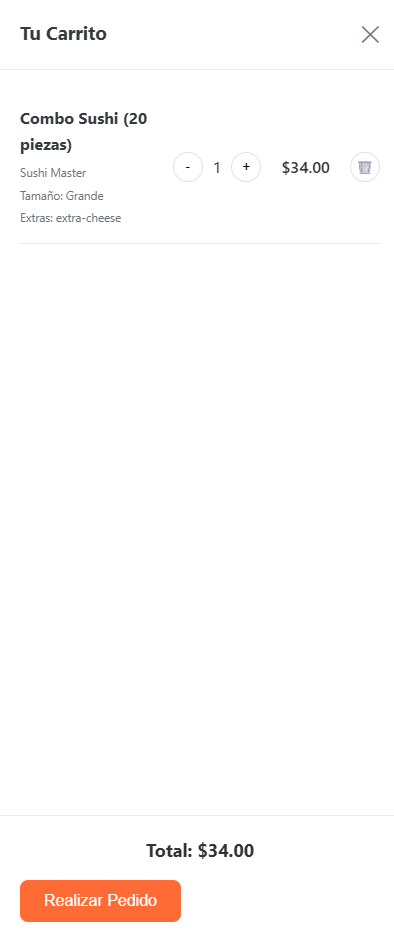 Tu Carrito
Combo Sushi (20
piezas)
Sushi Master
Tamaño: Grande
Extras: extra-cheese
- 1 + $34.00
Total: $34.00
Realizar Pedido